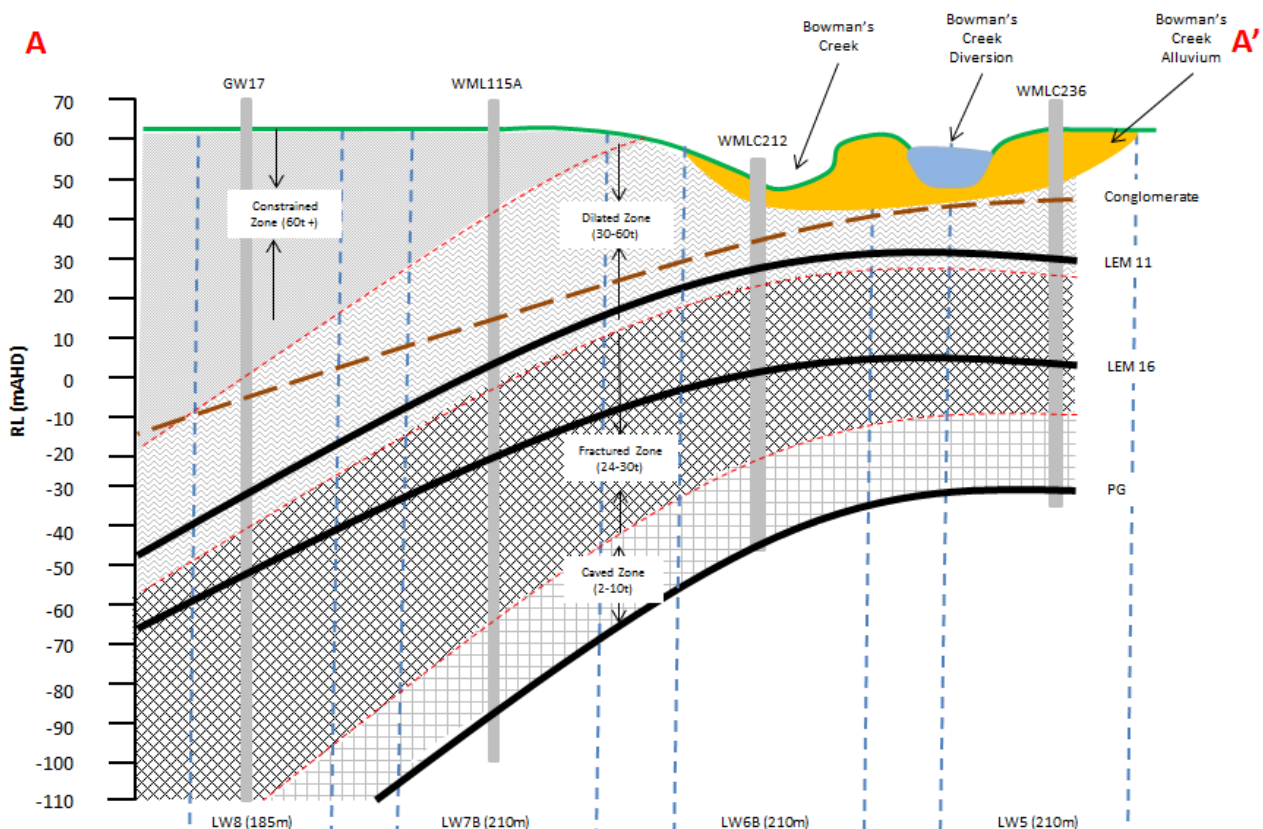 A
Bowman's
Creek
Bowman's
Creek
Diversion
Bowman's
Creek
Alluvium
A'
GW17
WML115A
WMLC212
WMLC236
RL (mAHD)
70
60
50
40
30
20
10
0
-10
-20
-30
-40
-50
-60
-70
-80
-90
-100
-110
Constrained
Zone (60t +)
Dilated Zone
(30-60t)
Fractured Zone
(24-30t)
Caved Zone
(2-10t)
Conglomerate
LEM 11
LEM 16
PG
LW8 (185m)
LW7B (210m)
LW6B (210m)
LW5 (210m)